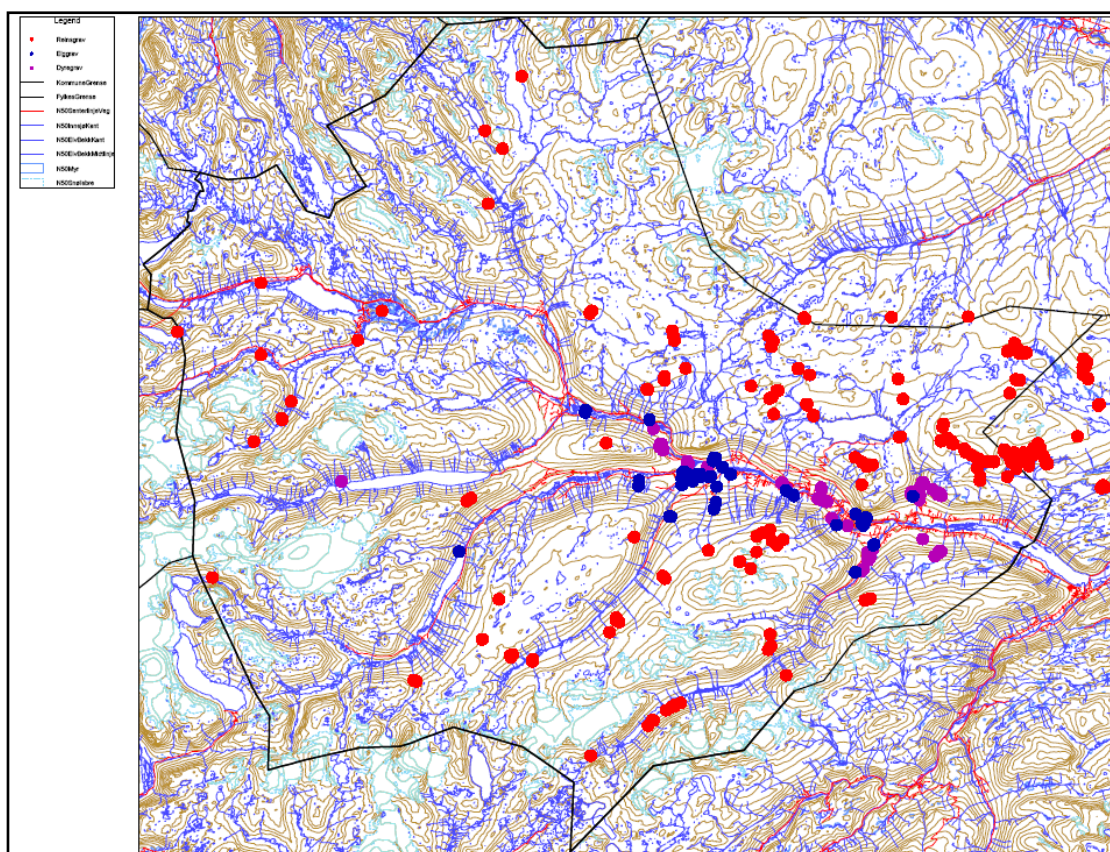 Legend
Reinsgrav
Elggrav
Dyregrav
KommuneGrense
FylkesGrense
N50SenterlinjeVeg
N50InnsjøKant
N50ElvBekkKant
N50ElvBekkMidtlinje
N50Myr
N50Snøisbre